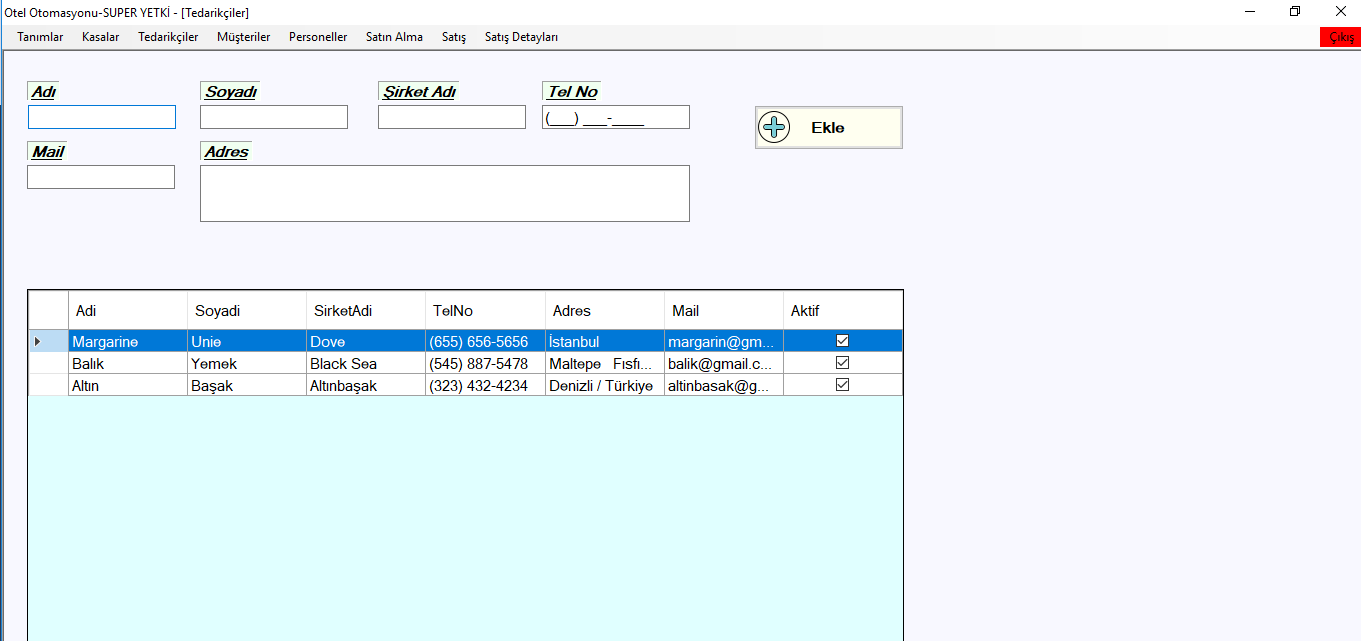 Otel Otomasyonu-SUPER YETKİ - [Tedarikçiler]
Tanımlar Kasalar Tedarikçiler Müşteriler Personeller Satın Alma Satış Satış Detayları Çıkış
Adı Soyadı Şirket Adı Tel No
(___) ___-____
Ekle
Mail Adres
Adi Soyadi SirketAdi TelNo Adres Mail Aktif
Margarine Unie Dove (655) 656-5656 İstanbul margarin@gm...
Balık Yemek Black Sea (545) 887-5478 Maltepe Fısfı... balik@gmail.c...
Altın Başak Altınbaşak (323) 432-4234 Denizli / Türkiye altinbasak@g...